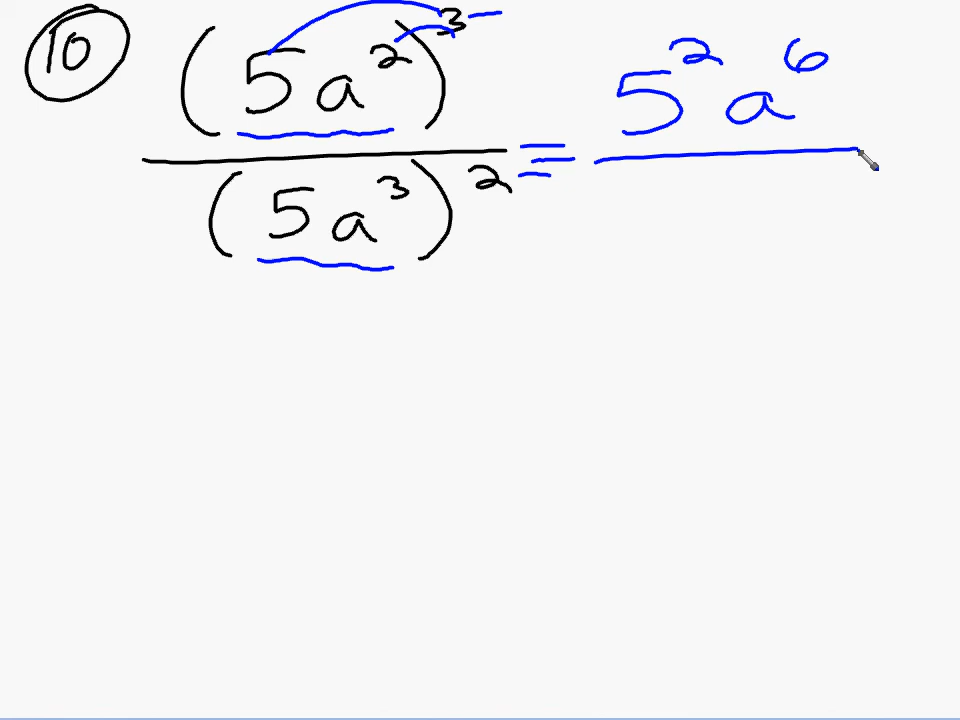 10
(5a²)³
(5a³)² = 5²a⁶